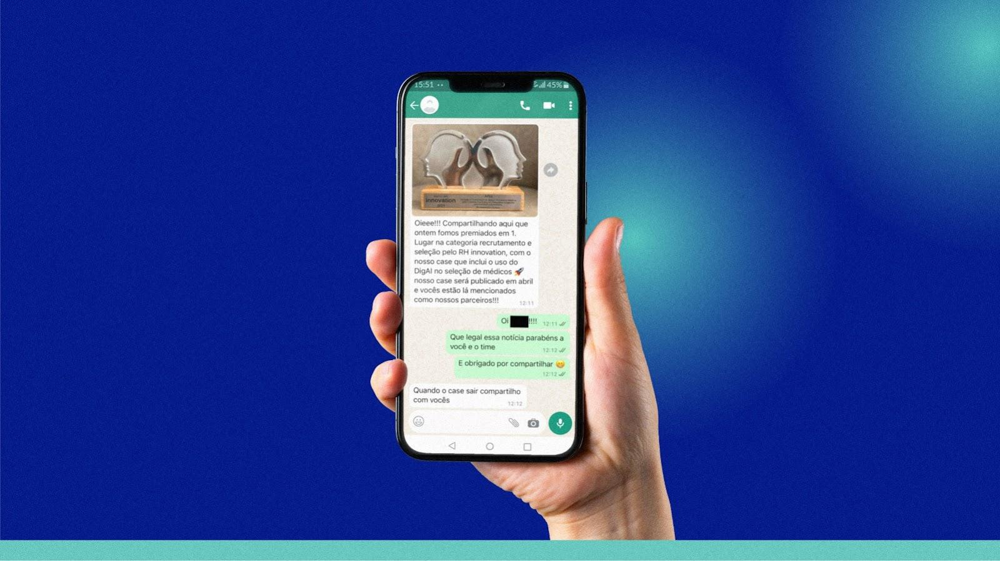 15:51
45%
innovation
Oieee!!! Compartilhando aqui que
ontem fomos premiados em 1.
Lugar na categoria recrutamento e
seleção pelo RH innovation, com o
nosso case que inclui o uso do
DigAI no seleção de médicos 🚀
nosso case será publicado em abril
e vocês estão lá mencionados
como nossos parceiros!!!
12:11
Oi !!!!
12:11
Que legal essa notícia parabéns a
você e o time
12:12
E obrigado por compartilhar 😁
12:12
Quando o case sair compartilho
com vocês
12:12